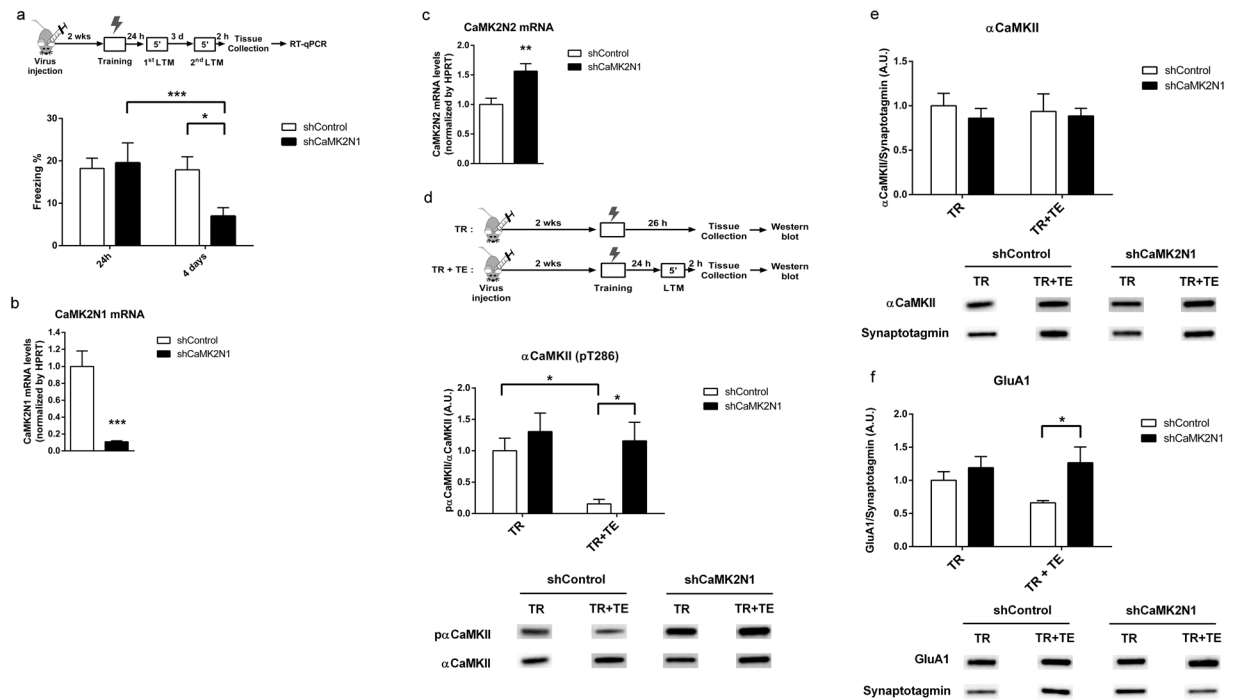 a
2 wks
24 h
5'
3 d
5'
2 h
Tissue
Collection
RT-qPCR
Virus
injection
Training
1st LTM
2nd LTM
***
*
shControl
shCaMK2N1
Freezing %
60
40
20
0
24h
4 days
b
CaMK2N1 mRNA
CaMK2N1 mRNA levels
(normalized by HPRT)
1.4
1.2
1.0
0.8
0.6
0.4
0.2
0.0
***
shControl
shCaMK2N1
c
CaMK2N2 mRNA
CaMK2N2 mRNA levels
(normalized by HPRT)
2.0
1.5
1.0
0.5
0.0
**
shControl
shCaMK2N1
d
TR :
2 wks
26 h
Tissue
Collection
Western
blot
TR + TE :
2 wks
24 h
5'
2 h
Tissue
Collection
Western
blot
Virus
injection
Training
LTM
αCaMKII (pT286)
pαCaMKII/αCaMKII (A.U.)
2.0
1.5
1.0
0.5
0.0
*
*
shControl
shCaMK2N1
TR
TR+TE
shControl
shCaMK2N1
TR
TR+TE
TR
TR+TE
pαCaMKII
αCaMKII
e
αCaMKII
αCaMKII/Synaptotagmin (A.U.)
1.5
1.0
0.5
0.0
shControl
shCaMK2N1
TR
TR+TE
shControl
shCaMK2N1
TR
TR+TE
TR
TR+TE
αCaMKII
Synaptotagmin
f
GluA1
GluA1/Synaptotagmin (A.U.)
2.0
1.5
1.0
0.5
0.0
*
shControl
shCaMK2N1
TR
TR + TE
shControl
shCaMK2N1
TR
TR+TE
TR
TR+TE
GluA1
Synaptotagmin